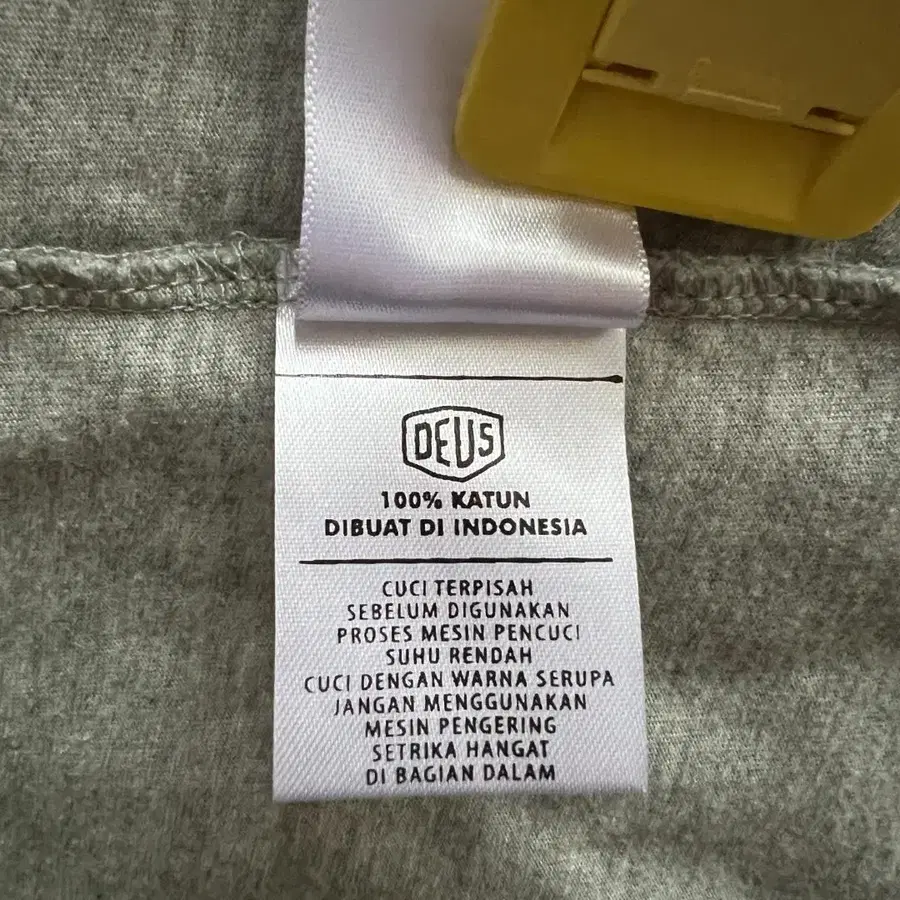 DEUS
100% KATUN
DIBUAT DI INDONESIA
CUCI TERPISAH
SEBELUM DIGUNAKAN
PROSES MESIN PENCUCI
SUHU RENDAH
CUCI DENGAN WARNA SERUPA
JANGAN MENGGUNAKAN
MESIN PENGERING
SETRIKA HANGAT
DI BAGIAN DALAM